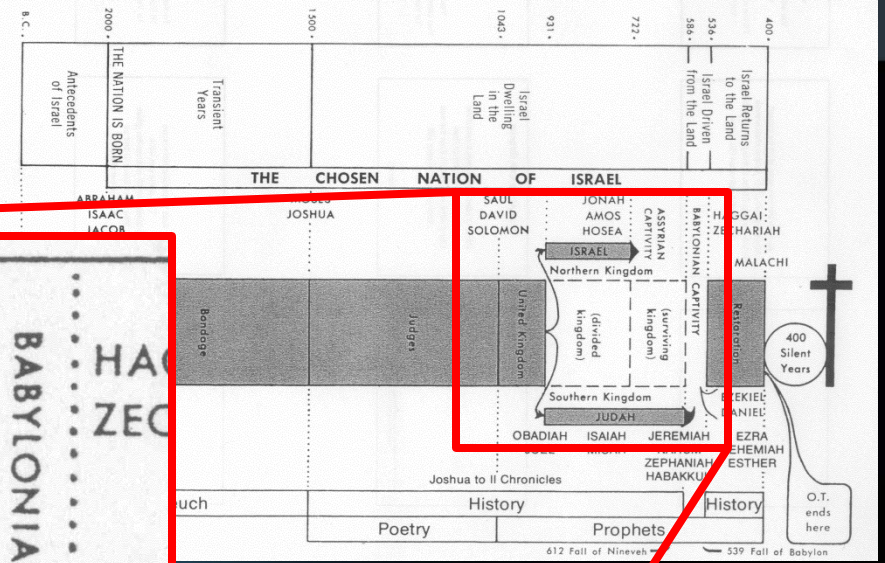 B.C.
2000.
1500.
1043.
931.
722.
586.
536.
400.
Antecedents
of Israel
THE NATION IS BORN
Transient
Years
Israel
Dwelling
in the
Land
Israel Driven
from the Land
Israel Returns
to the Land
THE CHOSEN NATION OF ISRAEL
ABRAHAM
ISAAC
JACOB
MOSES
JOSHUA
SAUL
DAVID
SOLOMON
JONAH
AMOS
HOSEA
ASSYRIAN
CAPTIVITY
BABYLONIAN CAPTIVITY
HAGGAI
ZECHARIAH
MALACHI
ISRAEL
Northern Kingdom
Bondage
Judges
United Kingdom
(divided
kingdom)
(surviving
kingdom)
Restoration
400
Silent
Years
Southern Kingdom
JUDAH
EZEKIEL
DANIEL
OBADIAH
ISAIAH
JEREMIAH
EZRA
NEHEMIAH
ESTHER
ZEPHANIAH
HABAKKU
Joshua to II Chronicles
euch
History
History
Poetry
Prophets
O.T.
ends
here
612 Fall of Nineveh
539 Fall of Babylon
BABYLONIA
HA
ZEC